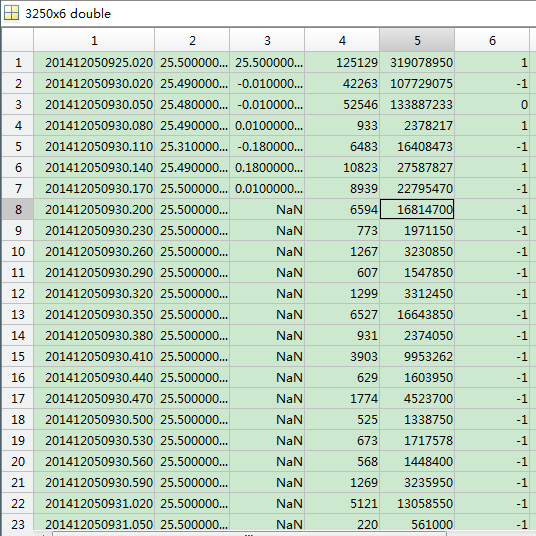 3250x6 double
1 2 3 4 5 6
1 201412050925.020 25.500000... 25.500000... 125129 319078950 1
2 201412050930.020 25.490000... -0.010000... 42263 107729075 -1
3 201412050930.050 25.480000... -0.010000... 52546 133887233 0
4 201412050930.080 25.490000... 0.0100000... 933 2378217 1
5 201412050930.110 25.310000... -0.180000... 6483 16408473 -1
6 201412050930.140 25.490000... 0.1800000... 10823 27587827 1
7 201412050930.170 25.500000... 0.0100000... 8939 22795470 1
8 201412050930.200 25.500000... NaN 6594 16814700 -1
9 201412050930.230 25.500000... NaN 773 1971150 -1
10 201412050930.260 25.500000... NaN 1267 3230850 -1
11 201412050930.290 25.500000... NaN 607 1547850 -1
12 201412050930.320 25.500000... NaN 1299 3312450 -1
13 201412050930.350 25.500000... NaN 6527 16643850 -1
14 201412050930.380 25.500000... NaN 931 2374050 -1
15 201412050930.410 25.500000... NaN 3903 9953262 -1
16 201412050930.440 25.500000... NaN 629 1603950 -1
17 201412050930.470 25.500000... NaN 1774 4523700 -1
18 201412050930.500 25.500000... NaN 525 1338750 -1
19 201412050930.530 25.500000... NaN 673 1717578 -1
20 201412050930.560 25.500000... NaN 568 1448400 -1
21 201412050930.590 25.500000... NaN 1269 3235950 -1
22 201412050931.020 25.500000... NaN 5121 13058550 -1
23 201412050931.050 25.500000... NaN 220 561000 -1